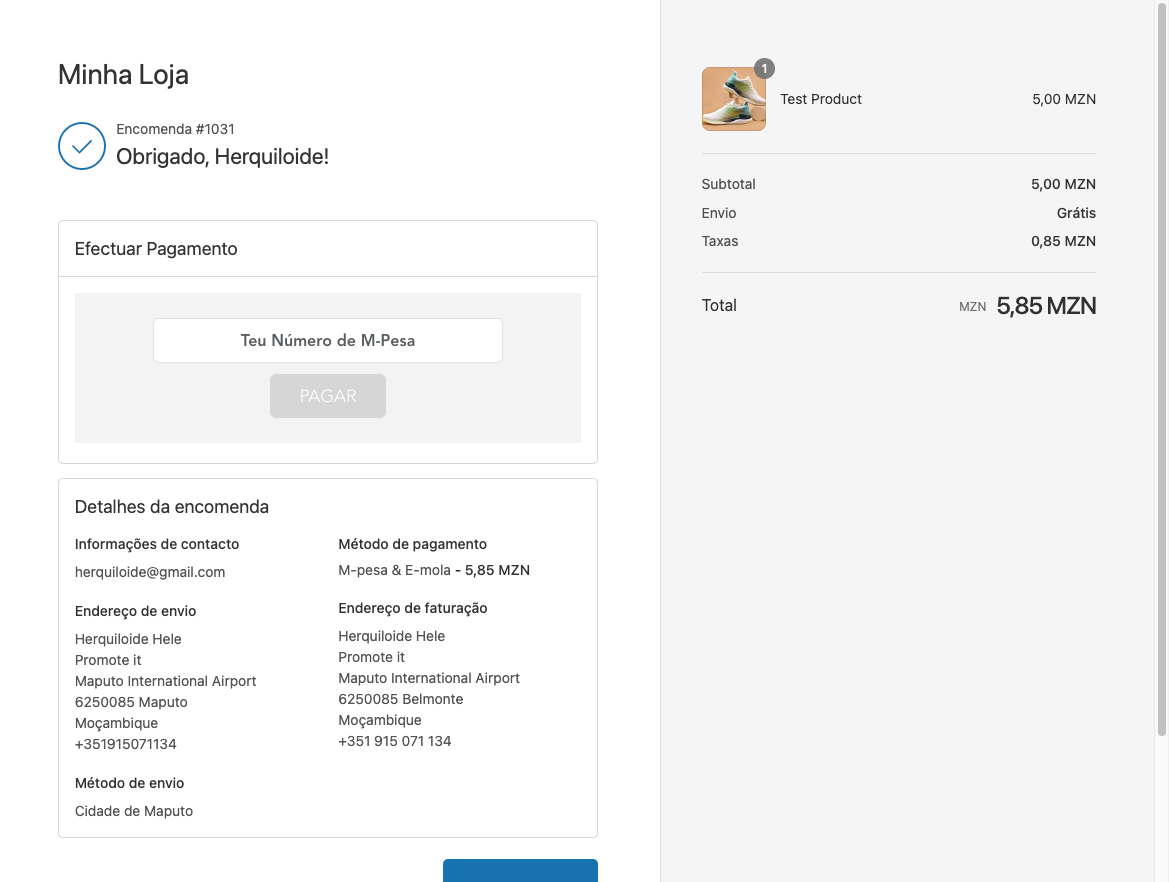 Minha Loja
Encomenda #1031
Obrigado, Herquiloide!
Efectuar Pagamento
Teu Número de M-Pesa
PAGAR
Detalhes da encomenda
Informações de contacto
herquiloide@gmail.com
Endereço de envio
Herquiloide Hele
Promote it
Maputo International Airport
6250085 Maputo
Moçambique
+351915071134
Método de envio
Cidade de Maputo
Método de pagamento
M-pesa & E-mola - 5,85 MZN
Endereço de faturação
Herquiloide Hele
Promote it
Maputo International Airport
6250085 Belmonte
Moçambique
+351 915 071 134
1
Test Product 5,00 MZN
Subtotal 5,00 MZN
Envio Grátis
Taxas 0,85 MZN
Total MZN 5,85 MZN